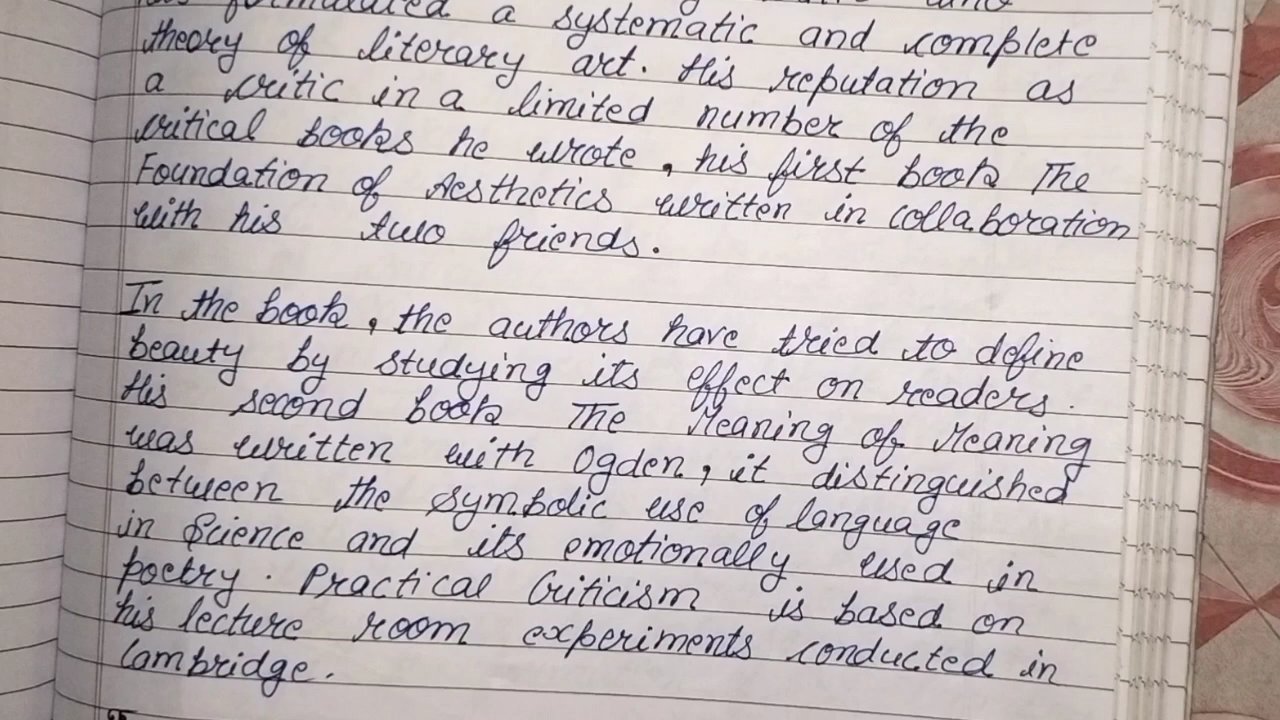 formulated a systematic and complete
theory of literary art. His reputation as
a critic in a limited number of the
critical books he wrote, his first book The
Foundation of Aesthetics written in collaboration
with his two friends.
In the book, the authors have tried to define
beauty by studying its effect on readers.
His second book The Meaning of Meaning
was written with Ogden, it distinguished
between the symbolic use of language
in Science and its emotionally used in
poetry. Practical Criticism is based on
his lecture room experiments conducted in
Cambridge.